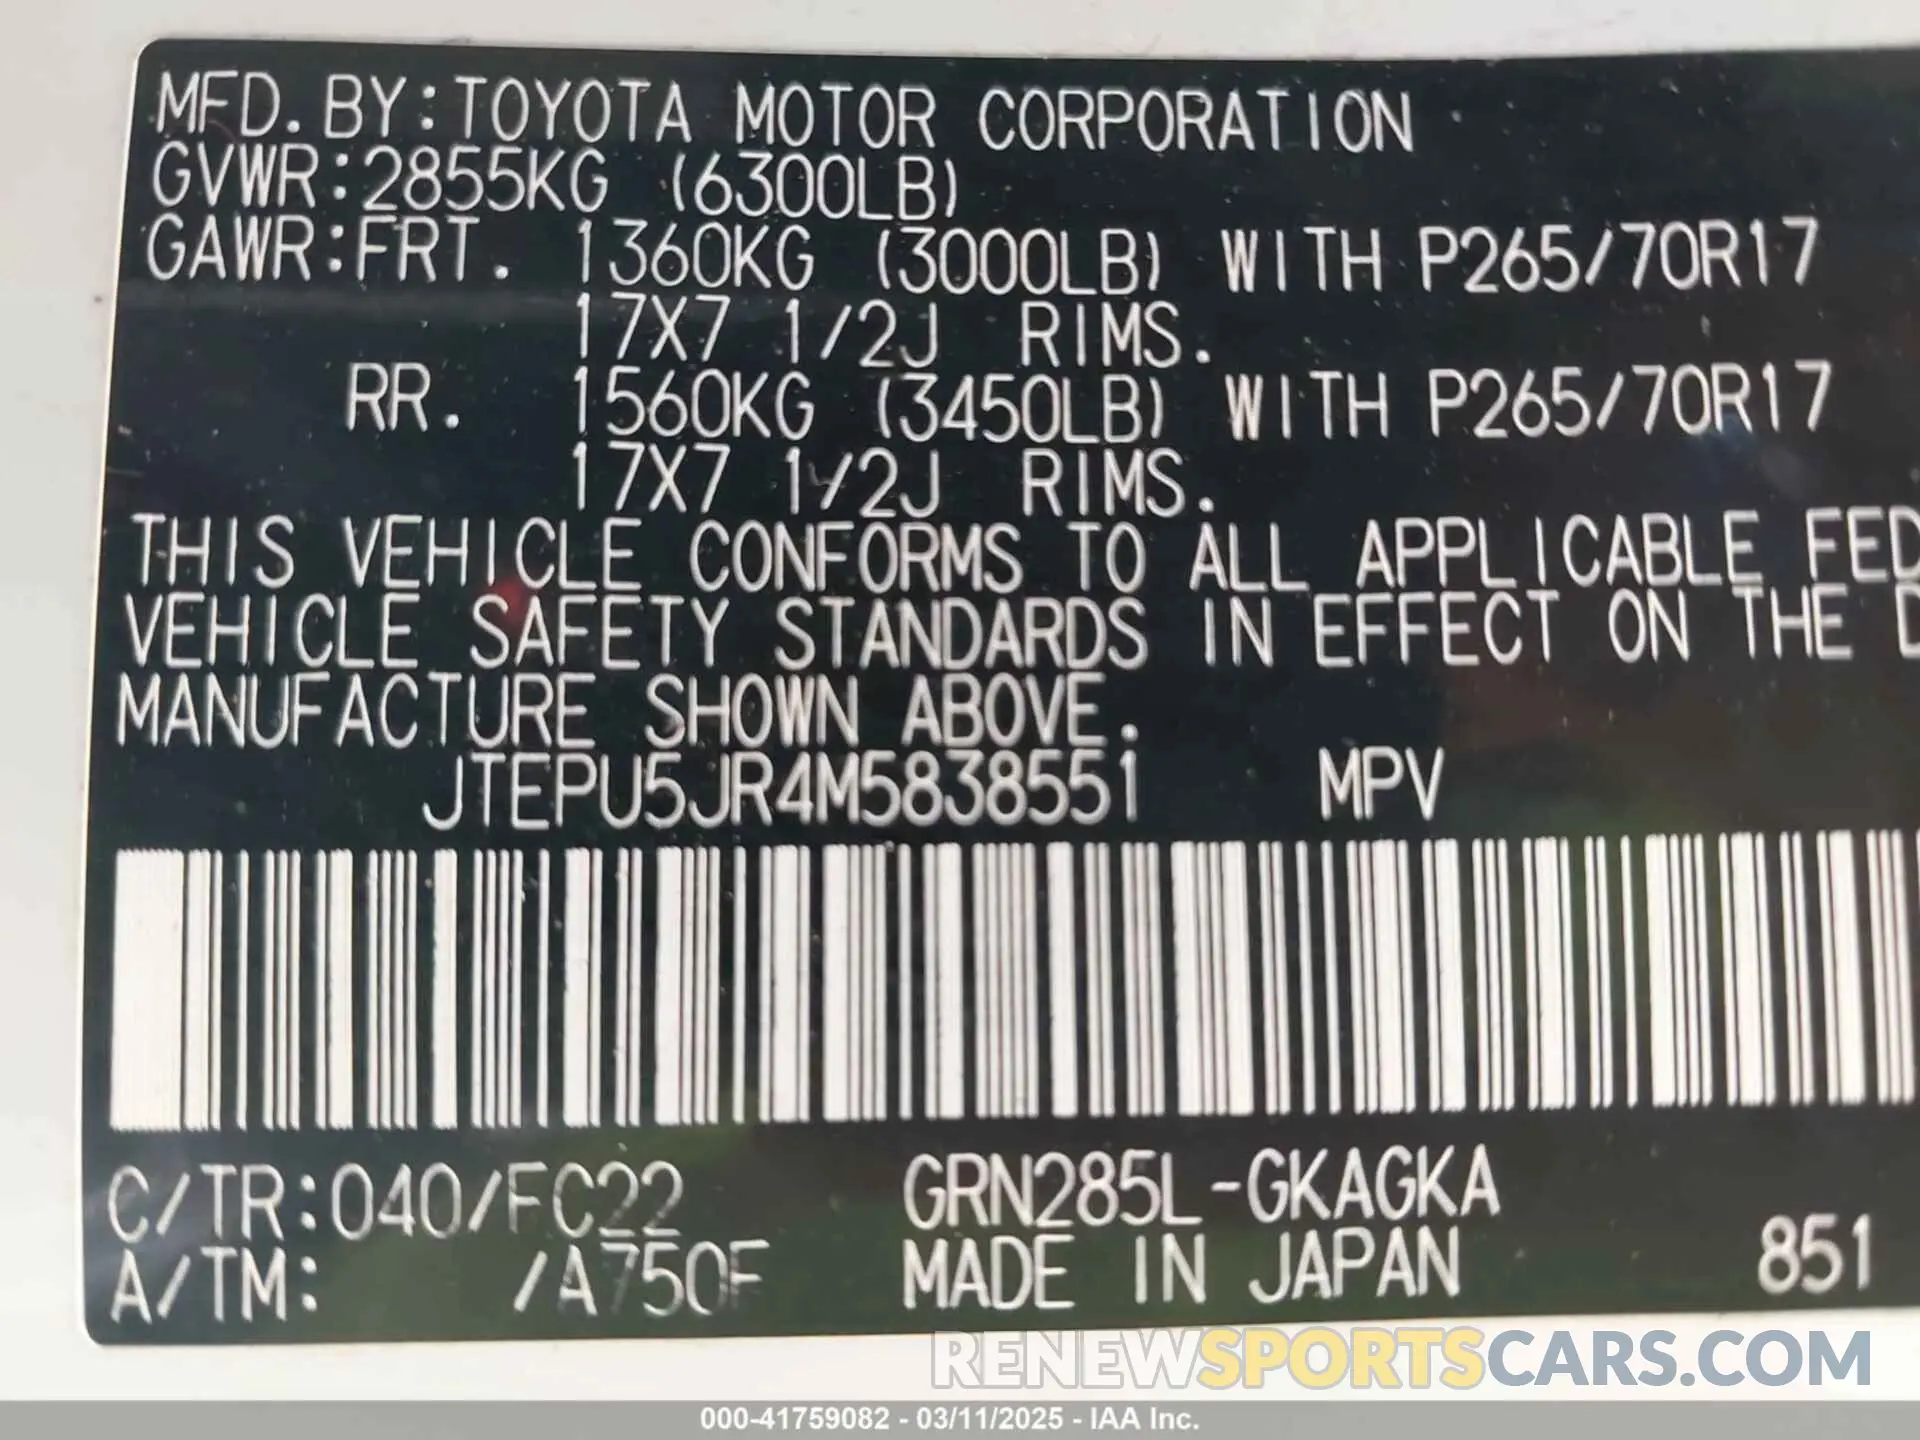 MFD. BY:TOYOTA MOTOR CORPORATION
GVWR:2855KG (6300LB)
GAWR:FRT. 1360KG (3000LB) WITH P265/70R17
17X7 1/2J RIMS.
RR. 1560KG (3450LB) WITH P265/70R17
17X7 1/2J RIMS.
THIS VEHICLE CONFORMS TO ALL APPLICABLE FED
VEHICLE SAFETY STANDARDS IN EFFECT ON THE D
MANUFACTURE SHOWN ABOVE.
JTEPU5JR4M5838551 MPV
C/TR:040/FC22 GRN285L-GKAGKA
A/TM: /A750F MADE IN JAPAN 851
RENEWSPORTSCARS.COM
000-41759082 - 03/11/2025 - IAA Inc.